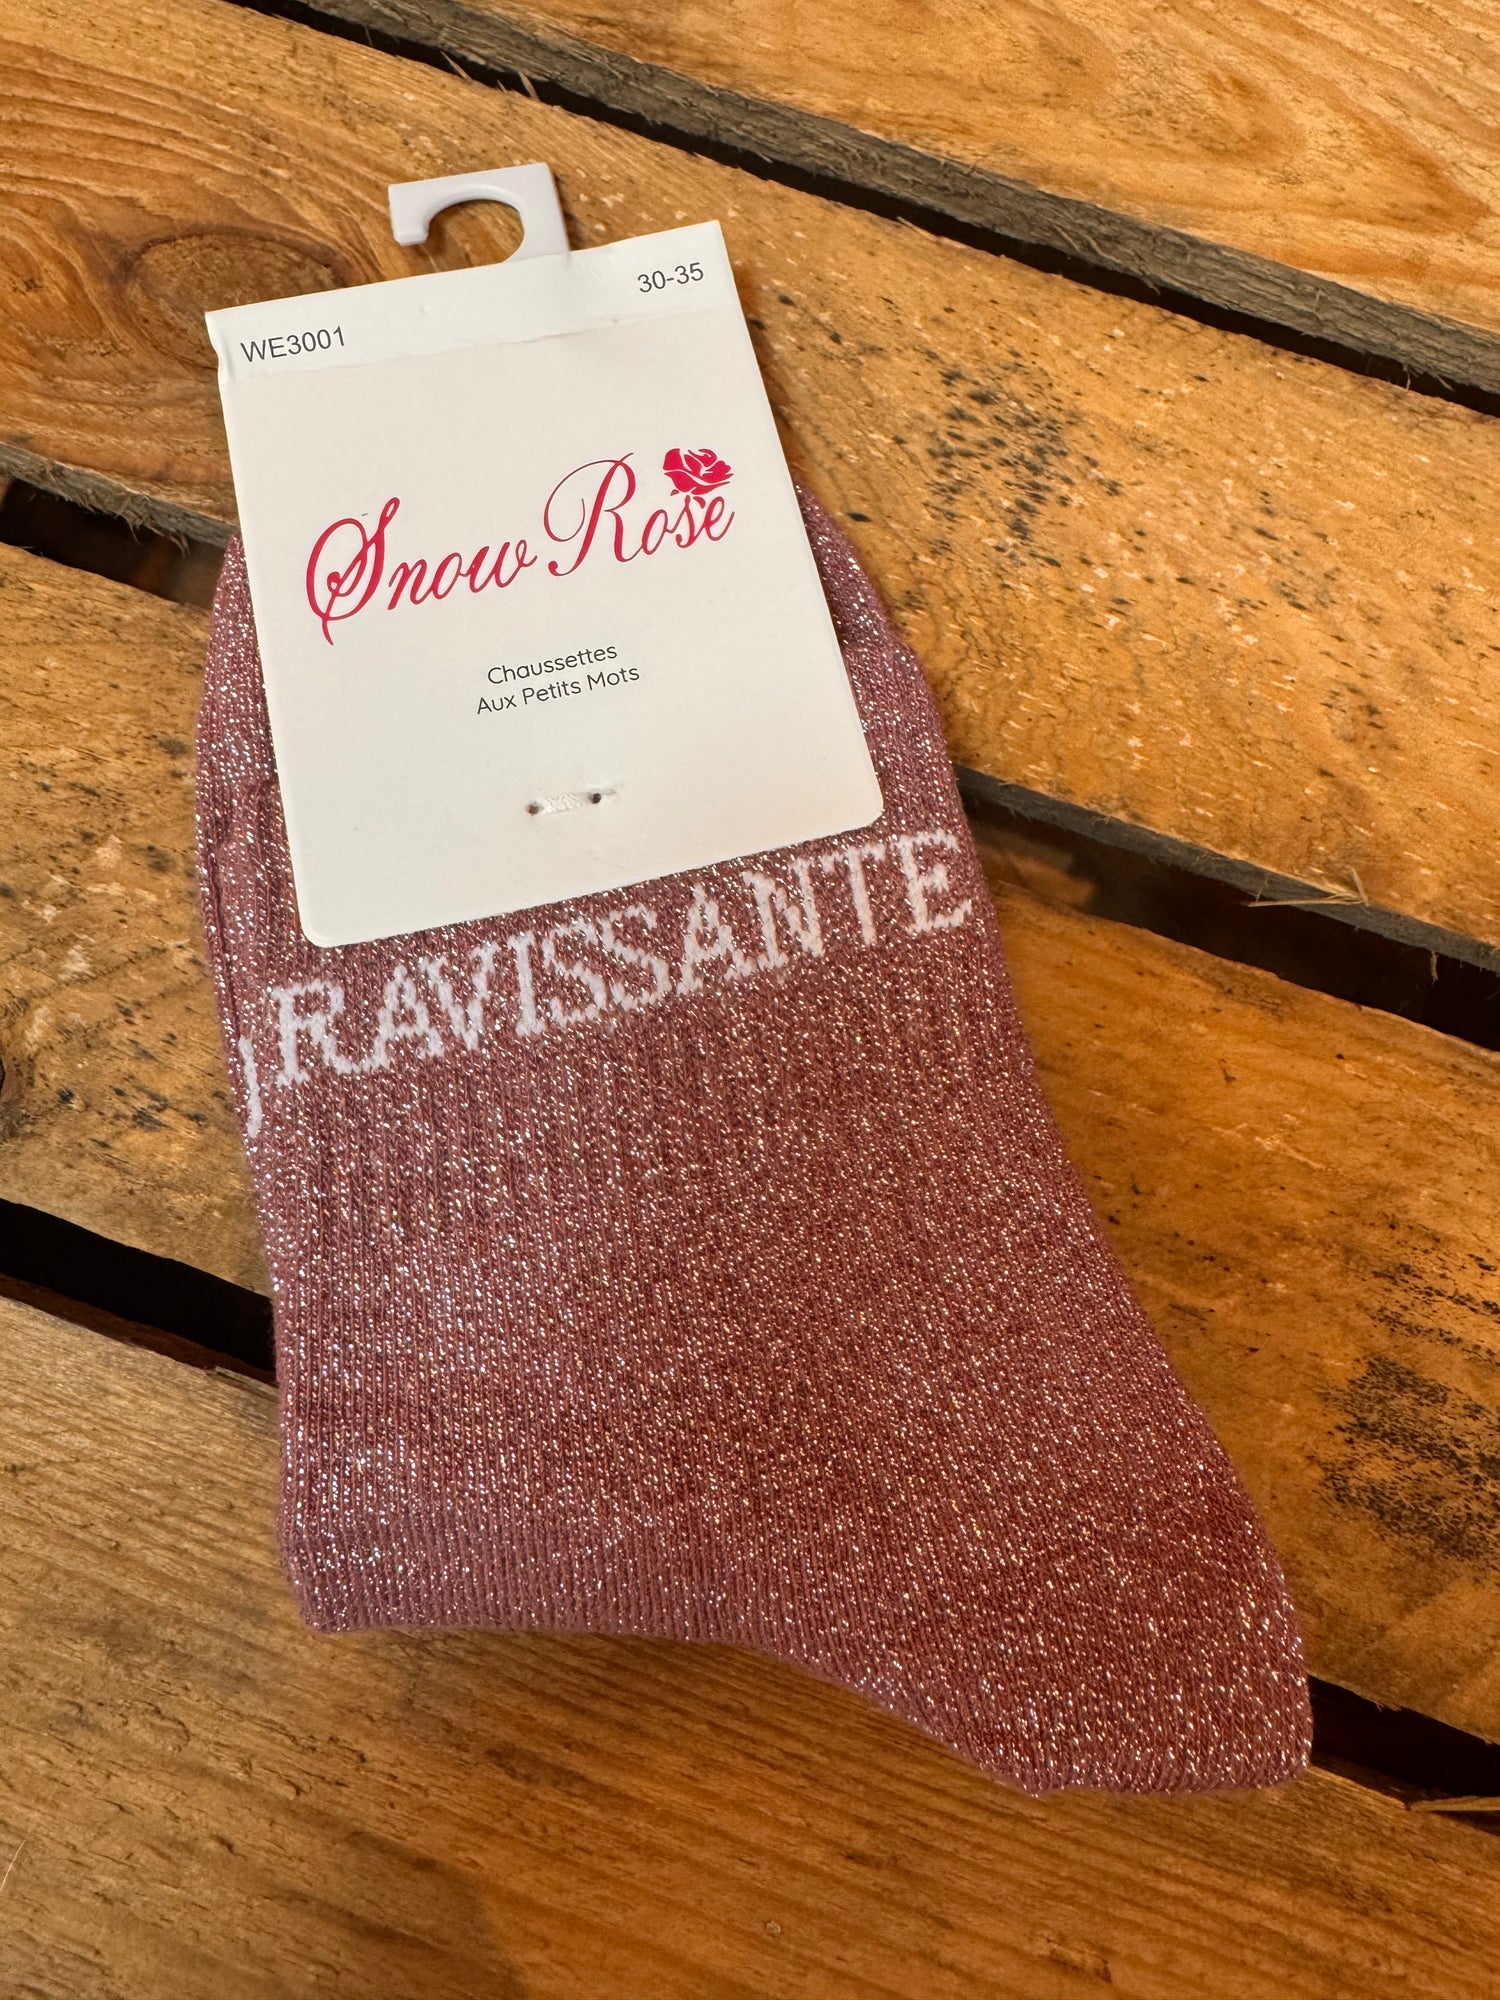 30-35
WE3001
Snow Rose
Chaussettes
Aux Petits Mots
RAVISSANTE